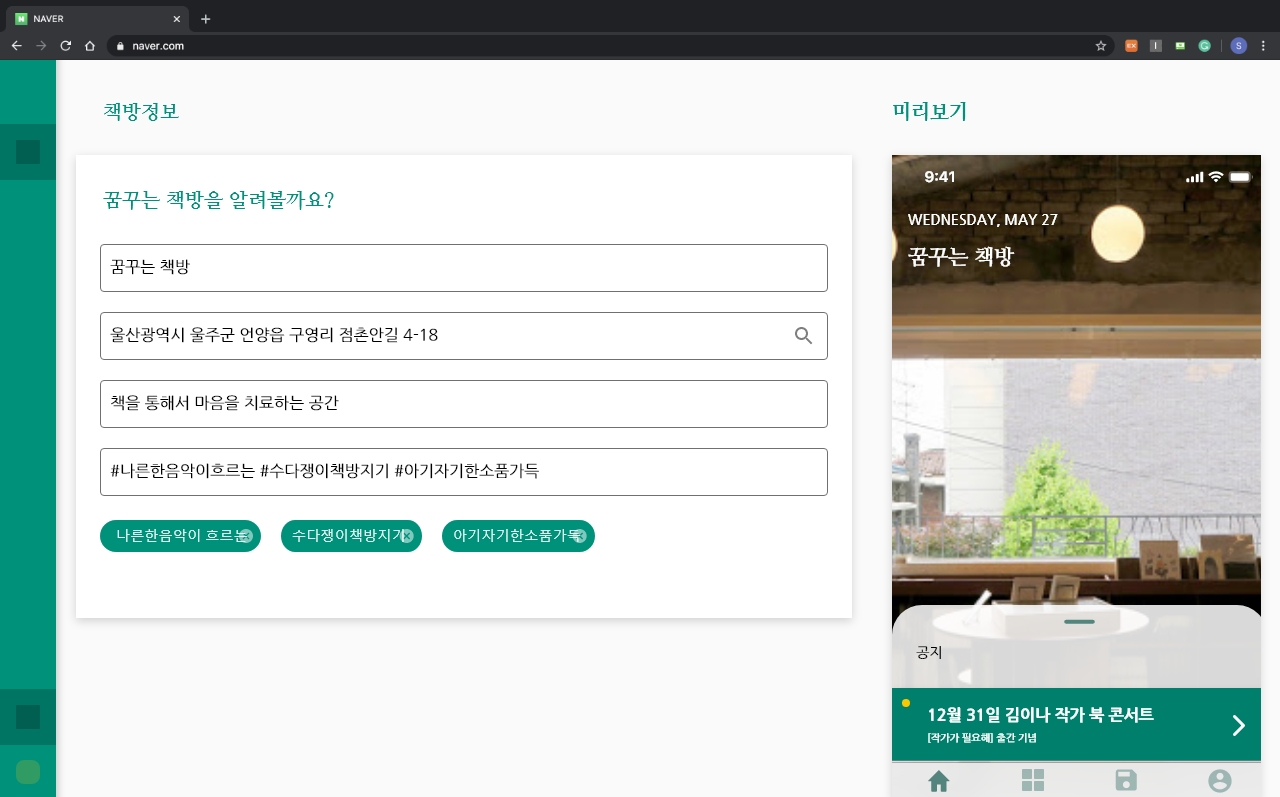 NAVER
naver.com
S
책방정보
미리보기
꿈꾸는 책방을 알려볼까요?
꿈꾸는 책방
울산광역시 울주군 언양읍 구영리 점촌안길 4-18
책을 통해서 마음을 치료하는 공간
#나른한음악이흐르는 #수다쟁이책방지기 #아기자기한소품가득
나른한음악이 흐르는
수다쟁이책방지기
아기자기한소품가득
9:41
WEDNESDAY, MAY 27
꿈꾸는 책방
공지
12월 31일 김이나 작가 북 콘서트
[작가가 필요해] 출간 기념